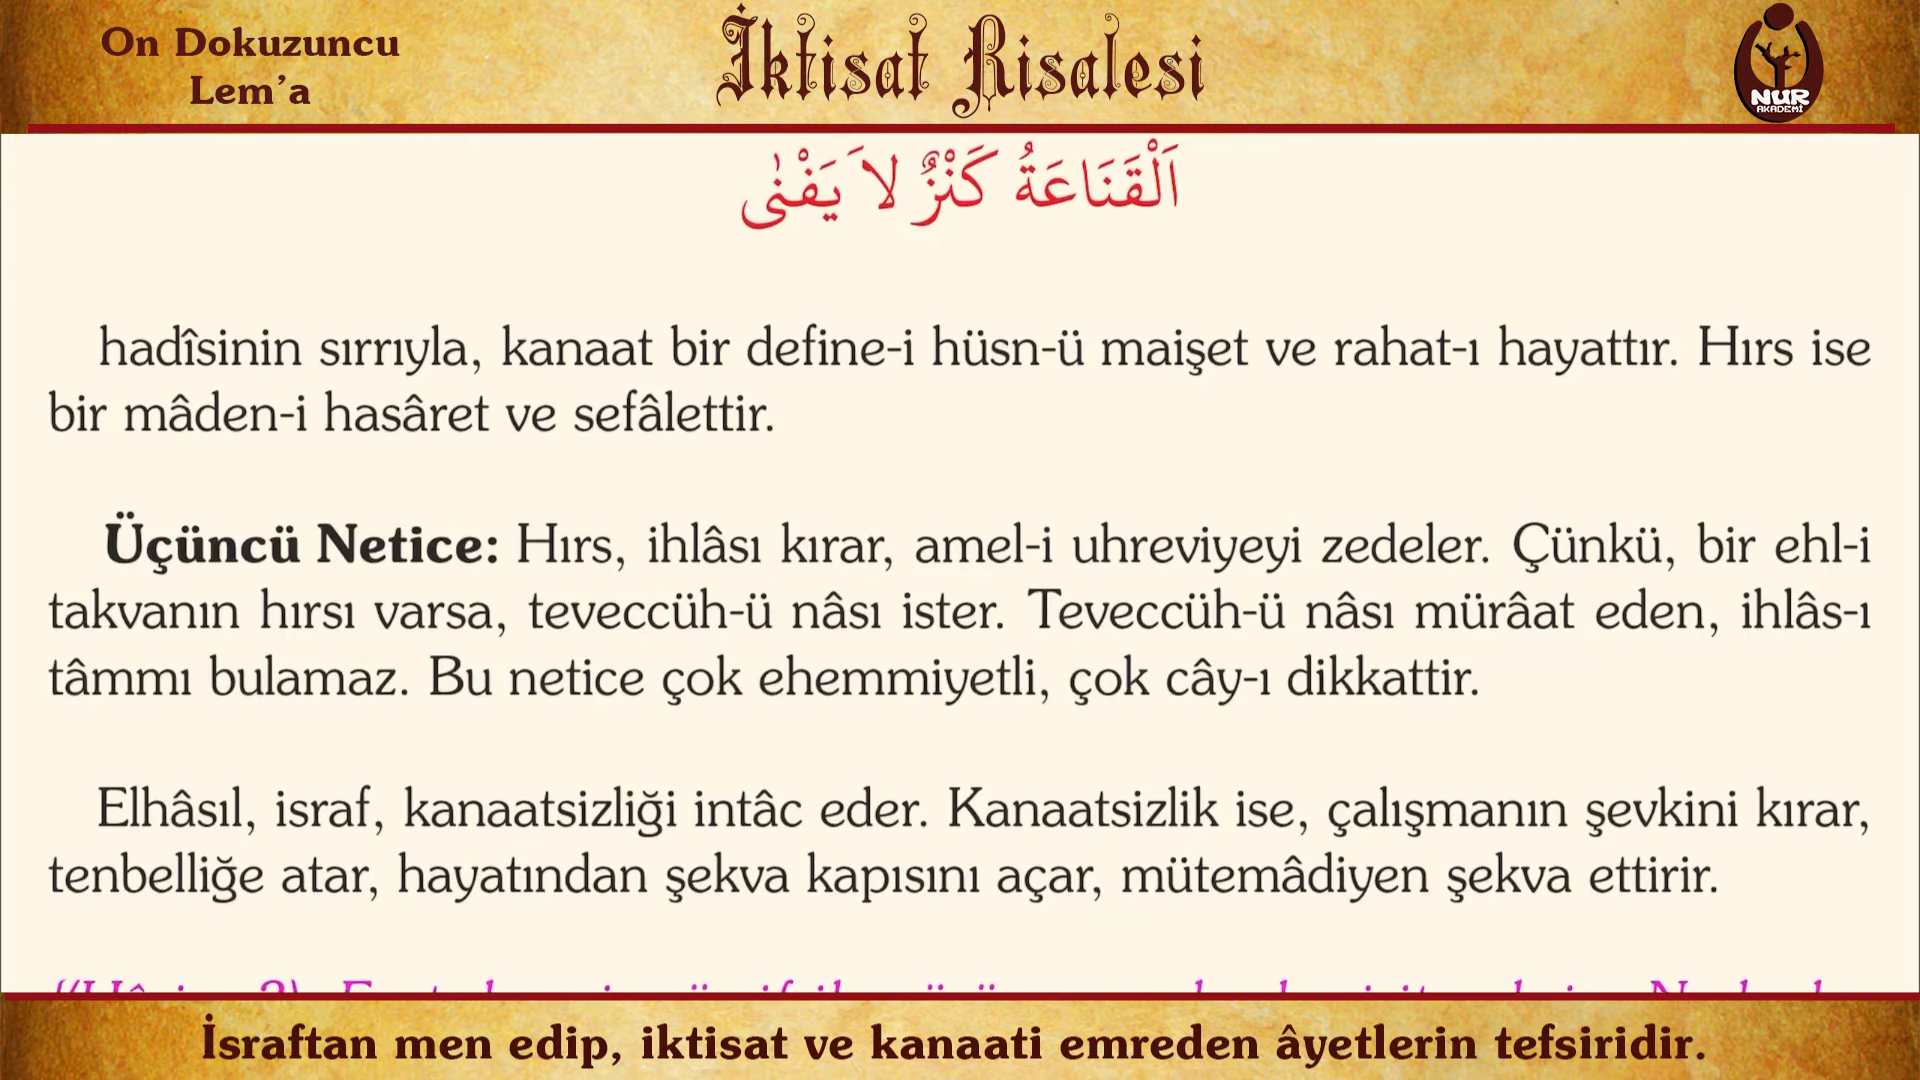 On Dokuzuncu
Lem'a
İktisat Risalesi
NUR
AKADEMİ
اَلْقَنَاعَةُ كَنْزٌ لاَ يَفْنٰى
hadîsinin sırrıyla, kanaat bir define-i hüsn-ü maişet ve rahat-ı hayattır. Hırs ise
bir mâden-i hasâret ve sefâlettir.
Üçüncü Netice: Hırs, ihlâsı kırar, amel-i uhreviyeyi zedeler. Çünkü, bir ehl-i
takvanın hırsı varsa, teveccüh-ü nâsı ister. Teveccüh-ü nâsı mürâat eden, ihlâs-ı
tâmmı bulamaz. Bu netice çok ehemmiyetli, çok cây-ı dikkattir.
Elhâsıl, israf, kanaatsizliği intâc eder. Kanaatsizlik ise, çalışmanın şevkini kırar,
tenbelliğe atar, hayatından şekva kapısını açar, mütemâdiyen şekva ettirir.
İsraftan men edip, iktisat ve kanaati emreden âyetlerin tefsiridir.